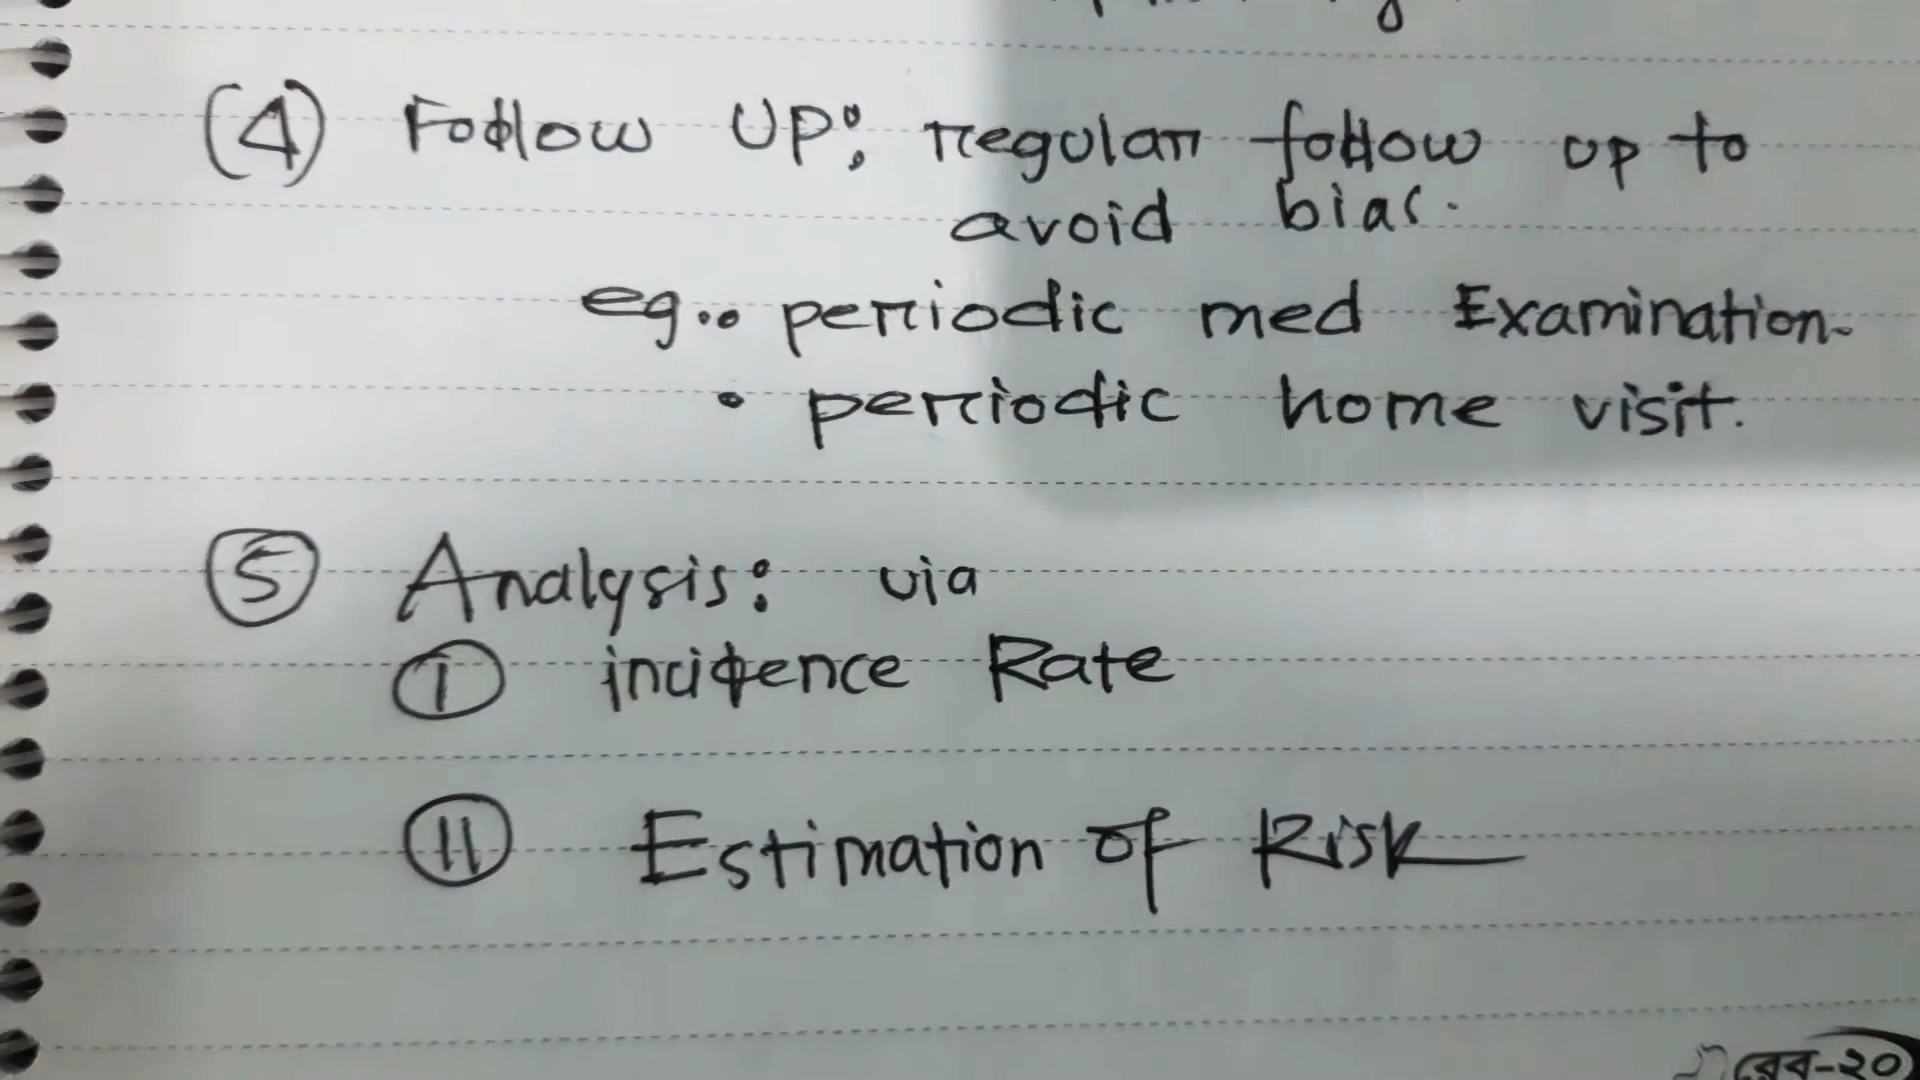 (4) Follow UP: regular follow up to
avoid bias.
eg.. periodic med Examination.
• periodic home visit.
(5) Analysis: via
(I) incidence Rate
(II) Estimation of Risk